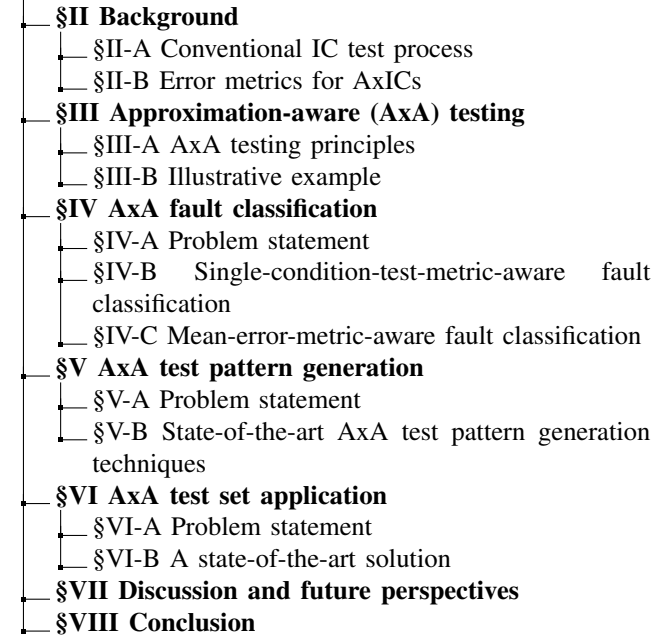 §II Background
§II-A Conventional IC test process
§II-B Error metrics for AxICs
§III Approximation-aware (AxA) testing
§III-A AxA testing principles
§III-B Illustrative example
§IV AxA fault classification
§IV-A Problem statement
§IV-B Single-condition-test-metric-aware fault
classification
§IV-C Mean-error-metric-aware fault classification
§V AxA test pattern generation
§V-A Problem statement
§V-B State-of-the-art AxA test pattern generation
techniques
§VI AxA test set application
§VI-A Problem statement
§VI-B A state-of-the-art solution
§VII Discussion and future perspectives
§VIII Conclusion